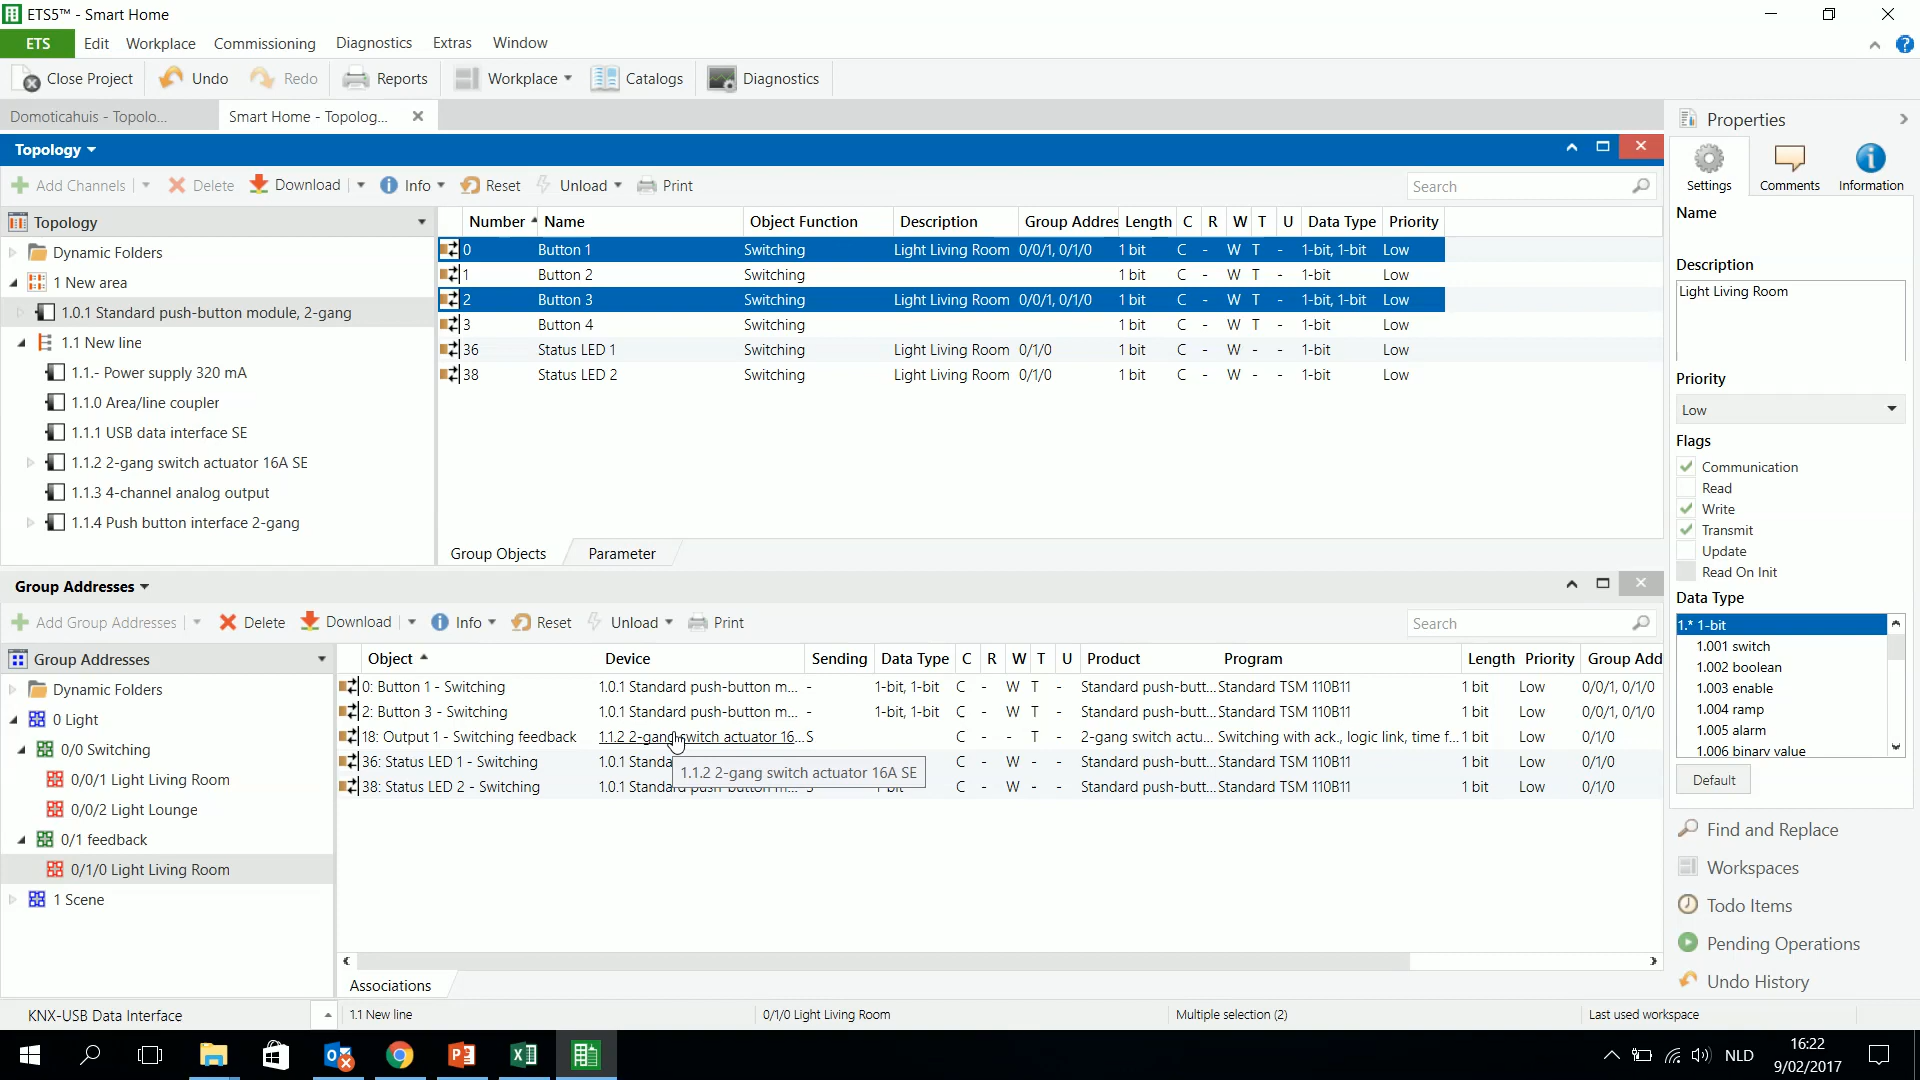 ETS5™ - Smart Home
ETS Edit Workplace Commissioning Diagnostics Extras Window
Close Project Undo Redo Reports Workplace Catalogs Diagnostics
Domoticahuis - Topolo... Smart Home - Topolog...
Topology
Add Channels Delete Download Info Reset Unload Print Search
Topology
Dynamic Folders
1 New area
1.0.1 Standard push-button module, 2-gang
1.1 New line
1.1.- Power supply 320 mA
1.1.0 Area/line coupler
1.1.1 USB data interface SE
1.1.2 2-gang switch actuator 16A SE
1.1.3 4-channel analog output
1.1.4 Push button interface 2-gang
Number Name Object Function Description Group Addres Length C R W T U Data Type Priority
0 Button 1 Switching Light Living Room 0/0/1, 0/1/0 1 bit C - W T - 1-bit, 1-bit Low
1 Button 2 Switching 1 bit C - W T - 1-bit Low
2 Button 3 Switching Light Living Room 0/0/1, 0/1/0 1 bit C - W T - 1-bit, 1-bit Low
3 Button 4 Switching 1 bit C - W T - 1-bit Low
36 Status LED 1 Switching Light Living Room 0/1/0 1 bit C - W - - 1-bit Low
38 Status LED 2 Switching Light Living Room 0/1/0 1 bit C - W - - 1-bit Low
Group Objects Parameter
Group Addresses
Add Group Addresses Delete Download Info Reset Unload Print Search
Group Addresses
Dynamic Folders
0 Light
0/0 Switching
0/0/1 Light Living Room
0/0/2 Light Lounge
0/1 feedback
0/1/0 Light Living Room
1 Scene
Object Device Sending Data Type C R W T U Product Program Length Priority Group Add
0: Button 1 - Switching 1.0.1 Standard push-button m... - 1-bit, 1-bit C - W T - Standard push-butt... Standard TSM 110B11 1 bit Low 0/0/1, 0/1/0
2: Button 3 - Switching 1.0.1 Standard push-button m... - 1-bit, 1-bit C - W T - Standard push-butt... Standard TSM 110B11 1 bit Low 0/0/1, 0/1/0
18: Output 1 - Switching feedback 1.1.2 2-gang switch actuator 16... S C - - T - 2-gang switch actu... Switching with ack., logic link, time f... 1 bit Low 0/1/0
36: Status LED 1 - Switching 1.0.1 Standa C - W - - Standard push-butt... Standard TSM 110B11 1 bit Low 0/1/0
1.1.2 2-gang switch actuator 16A SE
38: Status LED 2 - Switching 1.0.1 Standard push-button m... S 1-bit C - W - - Standard push-butt... Standard TSM 110B11 1 bit Low 0/1/0
Associations
Properties
Settings Comments Information
Name
Description
Light Living Room
Priority
Low
Flags
Communication
Read
Write
Transmit
Update
Read On Init
Data Type
1.* 1-bit
1.001 switch
1.002 boolean
1.003 enable
1.004 ramp
1.005 alarm
1.006 binary value
Default
Find and Replace
Workspaces
Todo Items
Pending Operations
Undo History
KNX-USB Data Interface 1.1 New line 0/1/0 Light Living Room Multiple selection (2) Last used workspace
NLD
16:22
9/02/2017